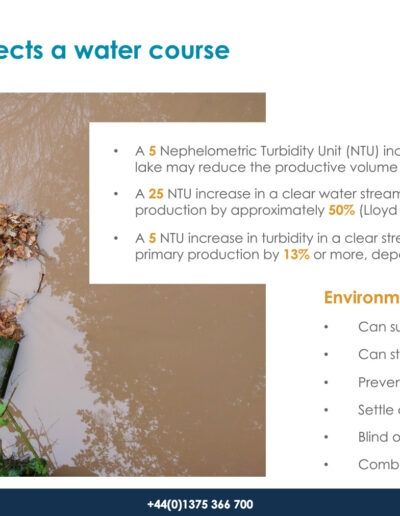 ects a water course
• A 5 Nephelometric Turbidity Unit (NTU) inc
lake may reduce the productive volume
• A 25 NTU increase in a clear water stream
production by approximately 50% (Lloyd
• A 5 NTU increase in turbidity in a clear stre
primary production by 13% or more, depe
Environm
• Can su
• Can st
• Preven
• Settle
• Blind o
• Comb
+44(0)1375 366 700